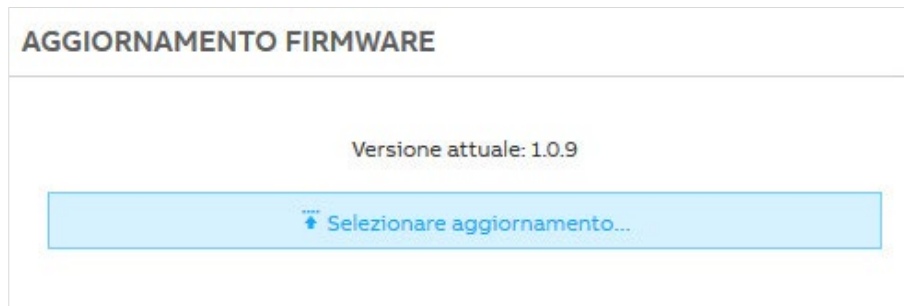 AGGIORNAMENTO FIRMWARE
Versione attuale: 1.0.9
Selezionare aggiornamento...